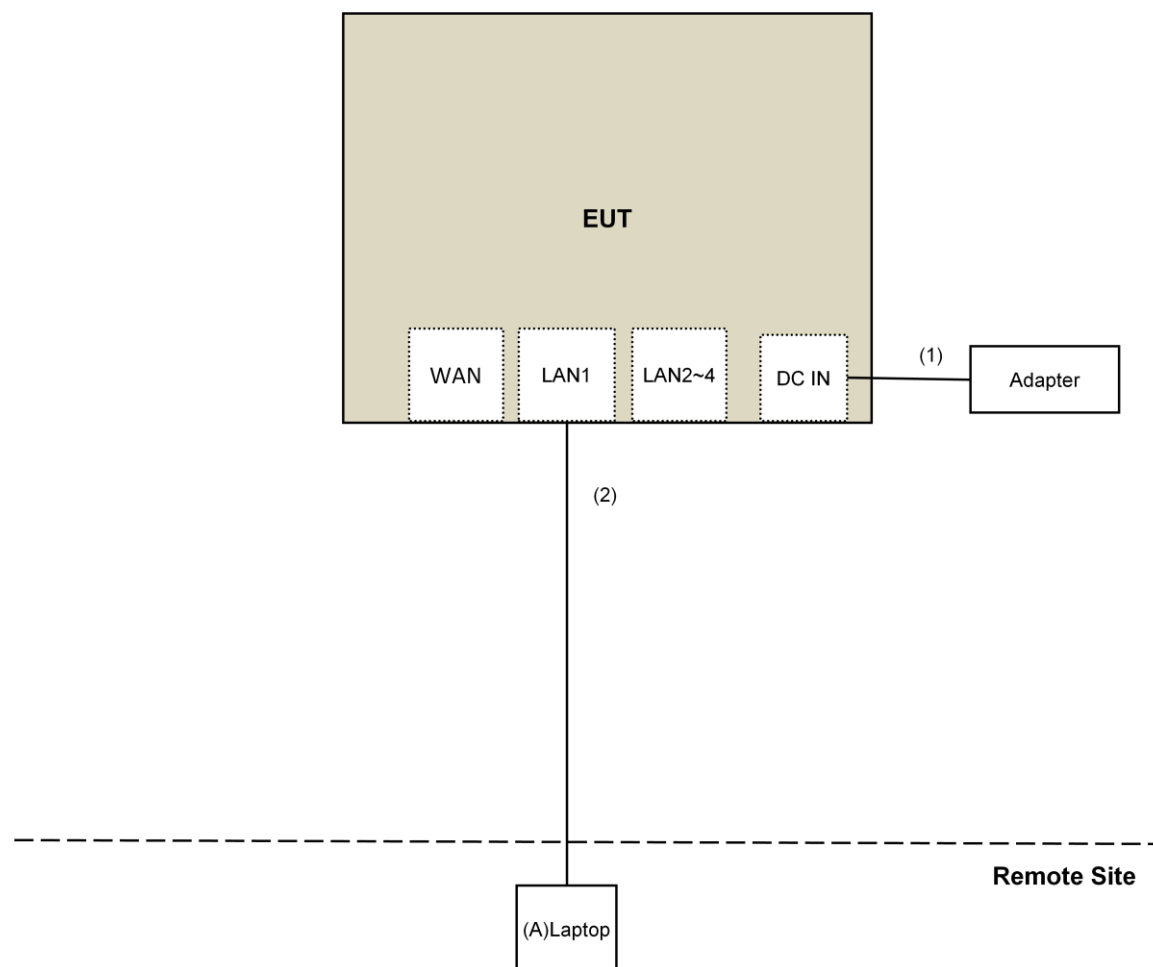 EUT
WAN
LAN1
LAN2~4
DC IN
(1)
Adapter
(2)
Remote Site
(A)Laptop